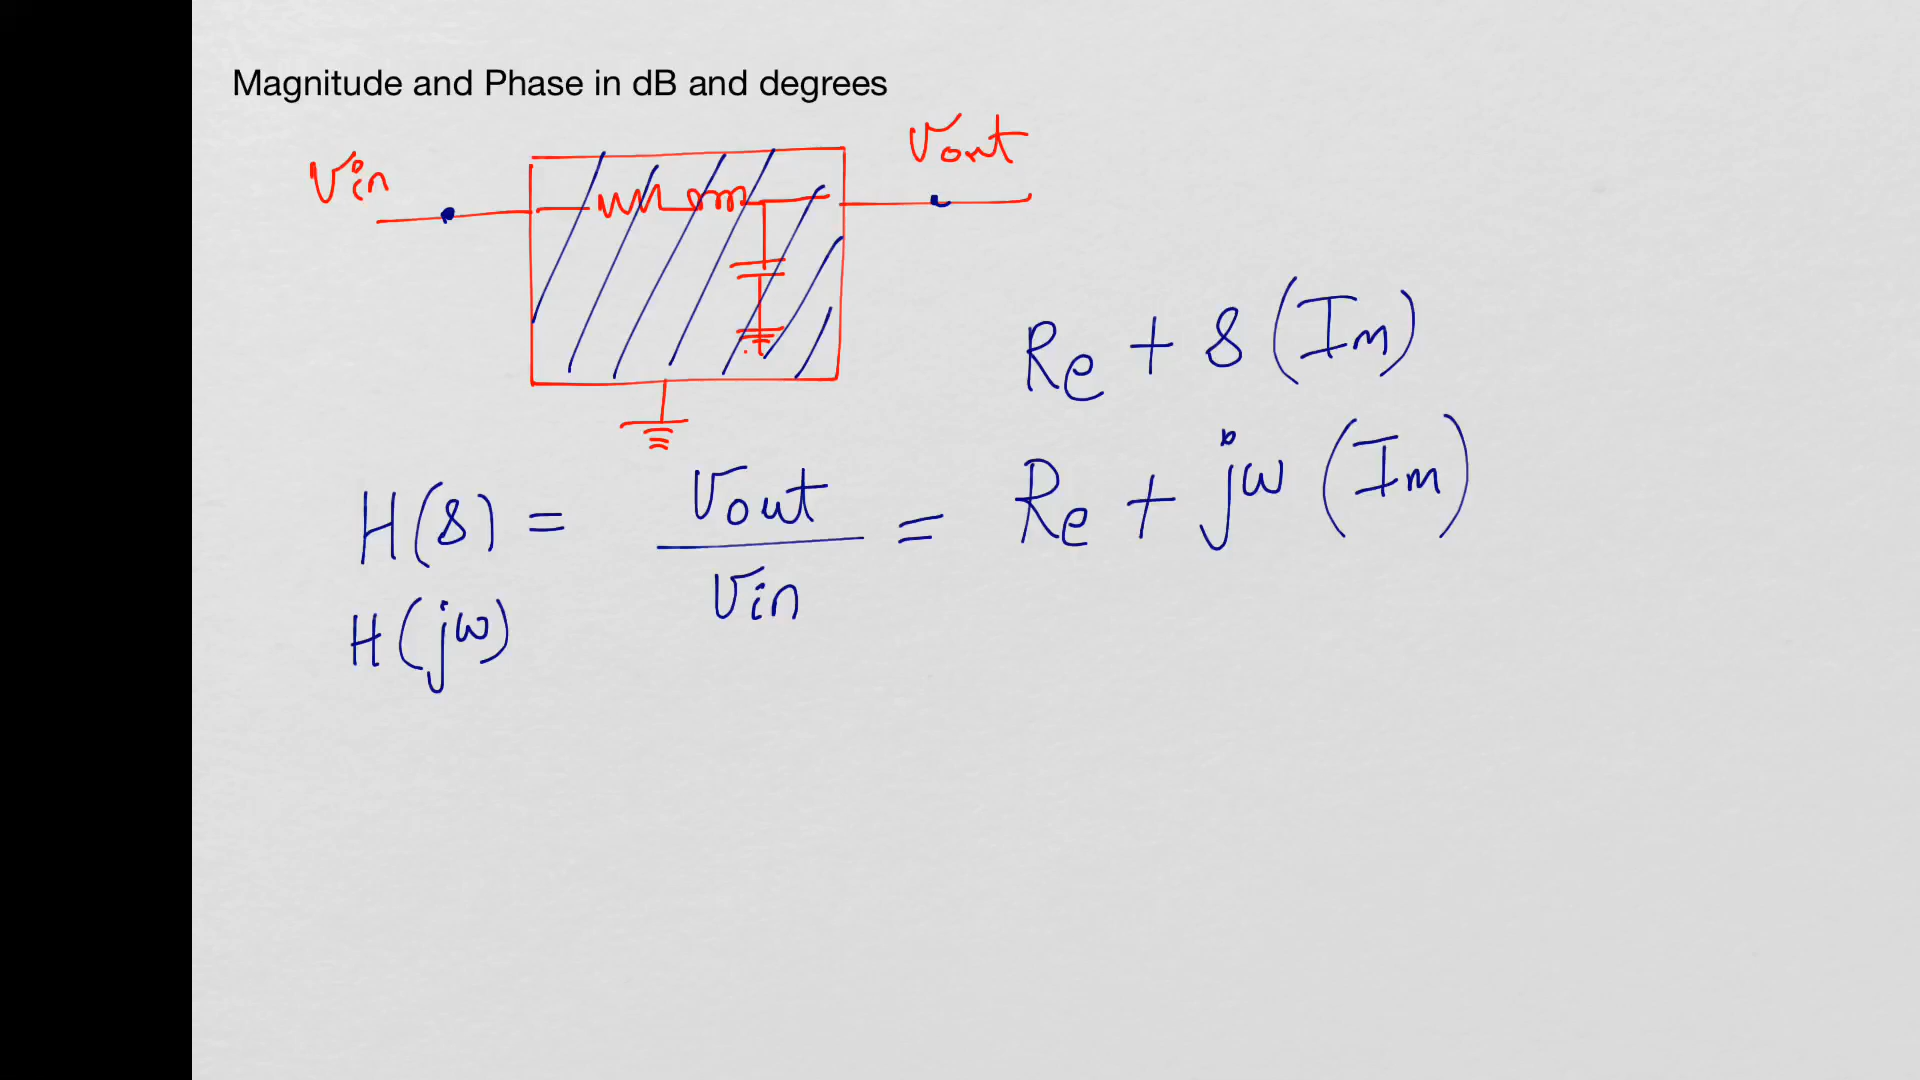 Magnitude and Phase in dB and degrees
Vin
Vout
Re + s (Im)
H(s) = Vout / Vin = Re + jω (Im)
H(jω)